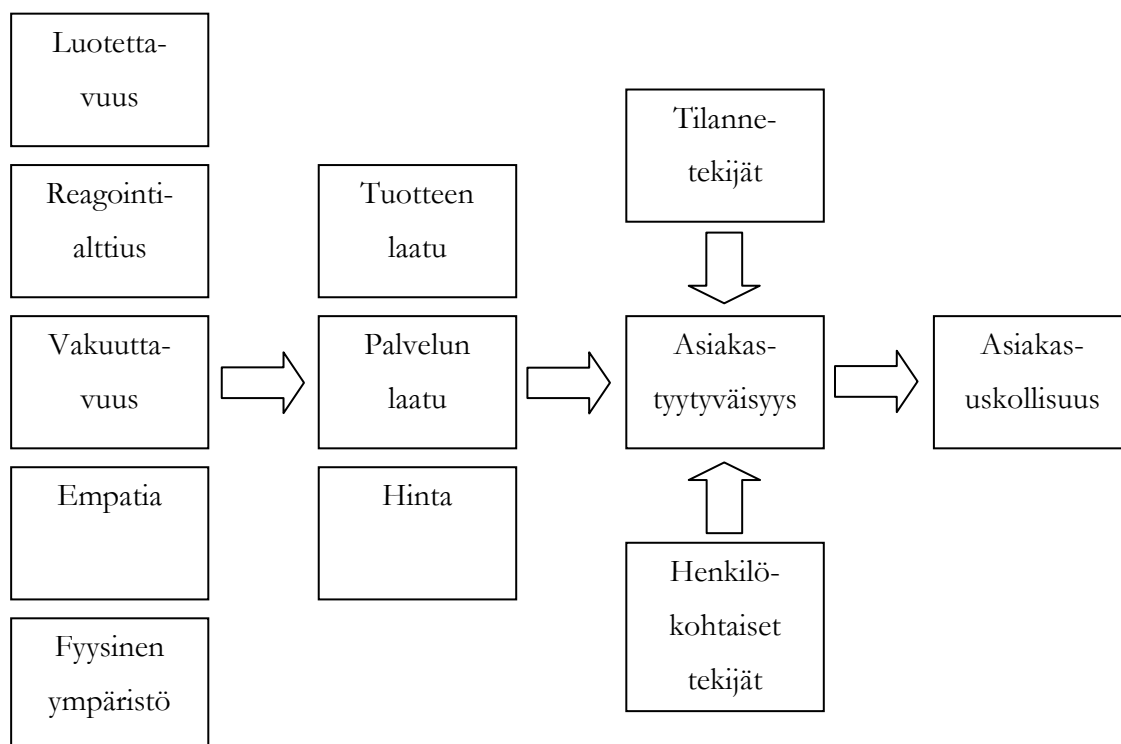 Luotetta-
vuus
Reagointi-
alttius
Vakuutta-
vuus
Empatia
Fyysinen
ympäristö
Tuotteen
laatu
Palvelun
laatu
Hinta
Tilanne-
tekijät
Asiakas-
tyytyväisyys
Henkilö-
kohtaiset
tekijät
Asiakas-
uskollisuus